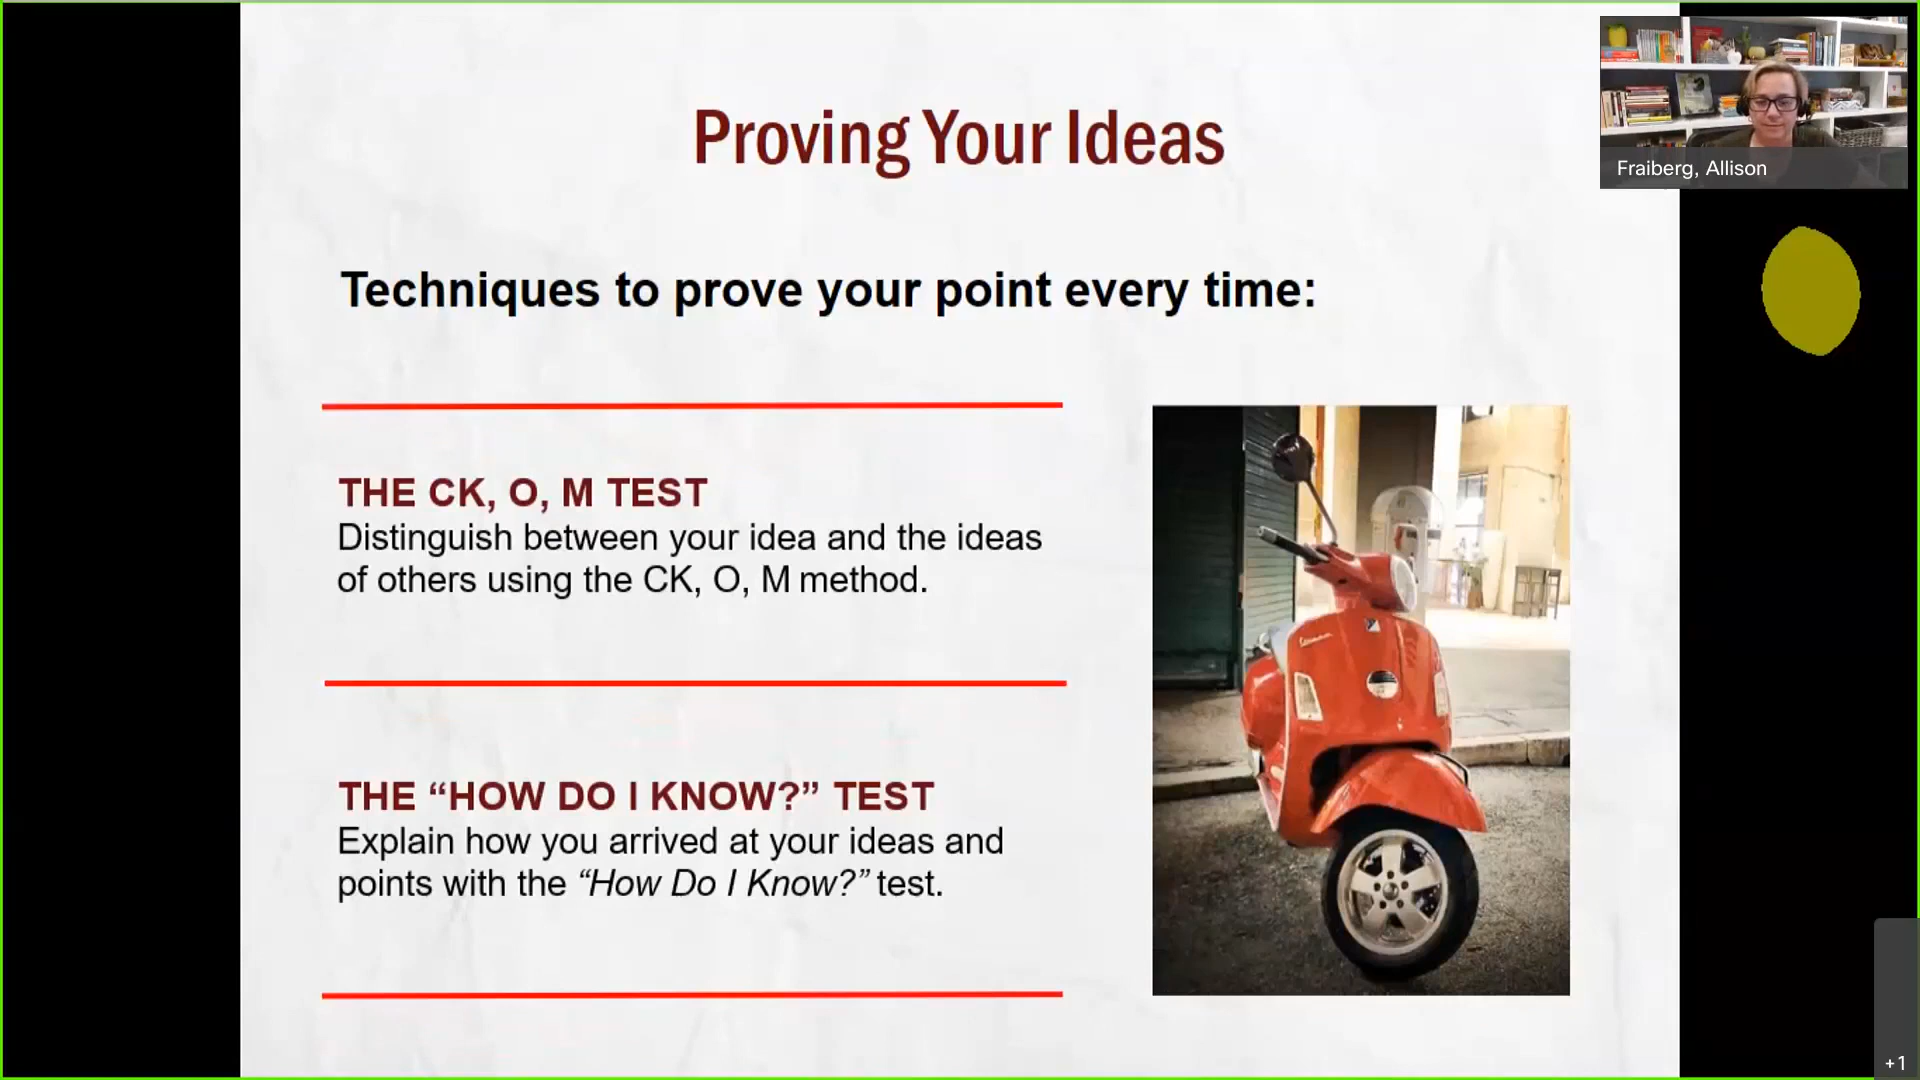 Proving Your Ideas
Fraiberg, Allison
Techniques to prove your point every time:
THE CK, O, M TEST
Distinguish between your idea and the ideas
of others using the CK, O, M method.
THE “HOW DO I KNOW?” TEST
Explain how you arrived at your ideas and
points with the “How Do I Know?” test.
+1